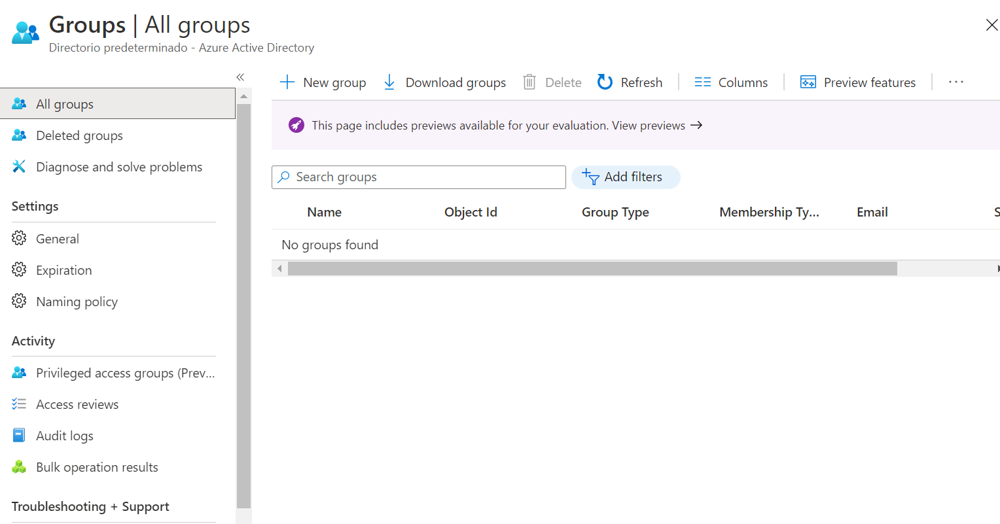 Groups | All groups
Directorio predeterminado - Azure Active Directory
«
All groups
Deleted groups
Diagnose and solve problems
Settings
General
Expiration
Naming policy
Activity
Privileged access groups (Prev...
Access reviews
Audit logs
Bulk operation results
Troubleshooting + Support
New group Download groups Delete Refresh Columns Preview features ...
This page includes previews available for your evaluation. View previews →
Search groups Add filters
Name Object Id Group Type Membership Ty... Email S
No groups found